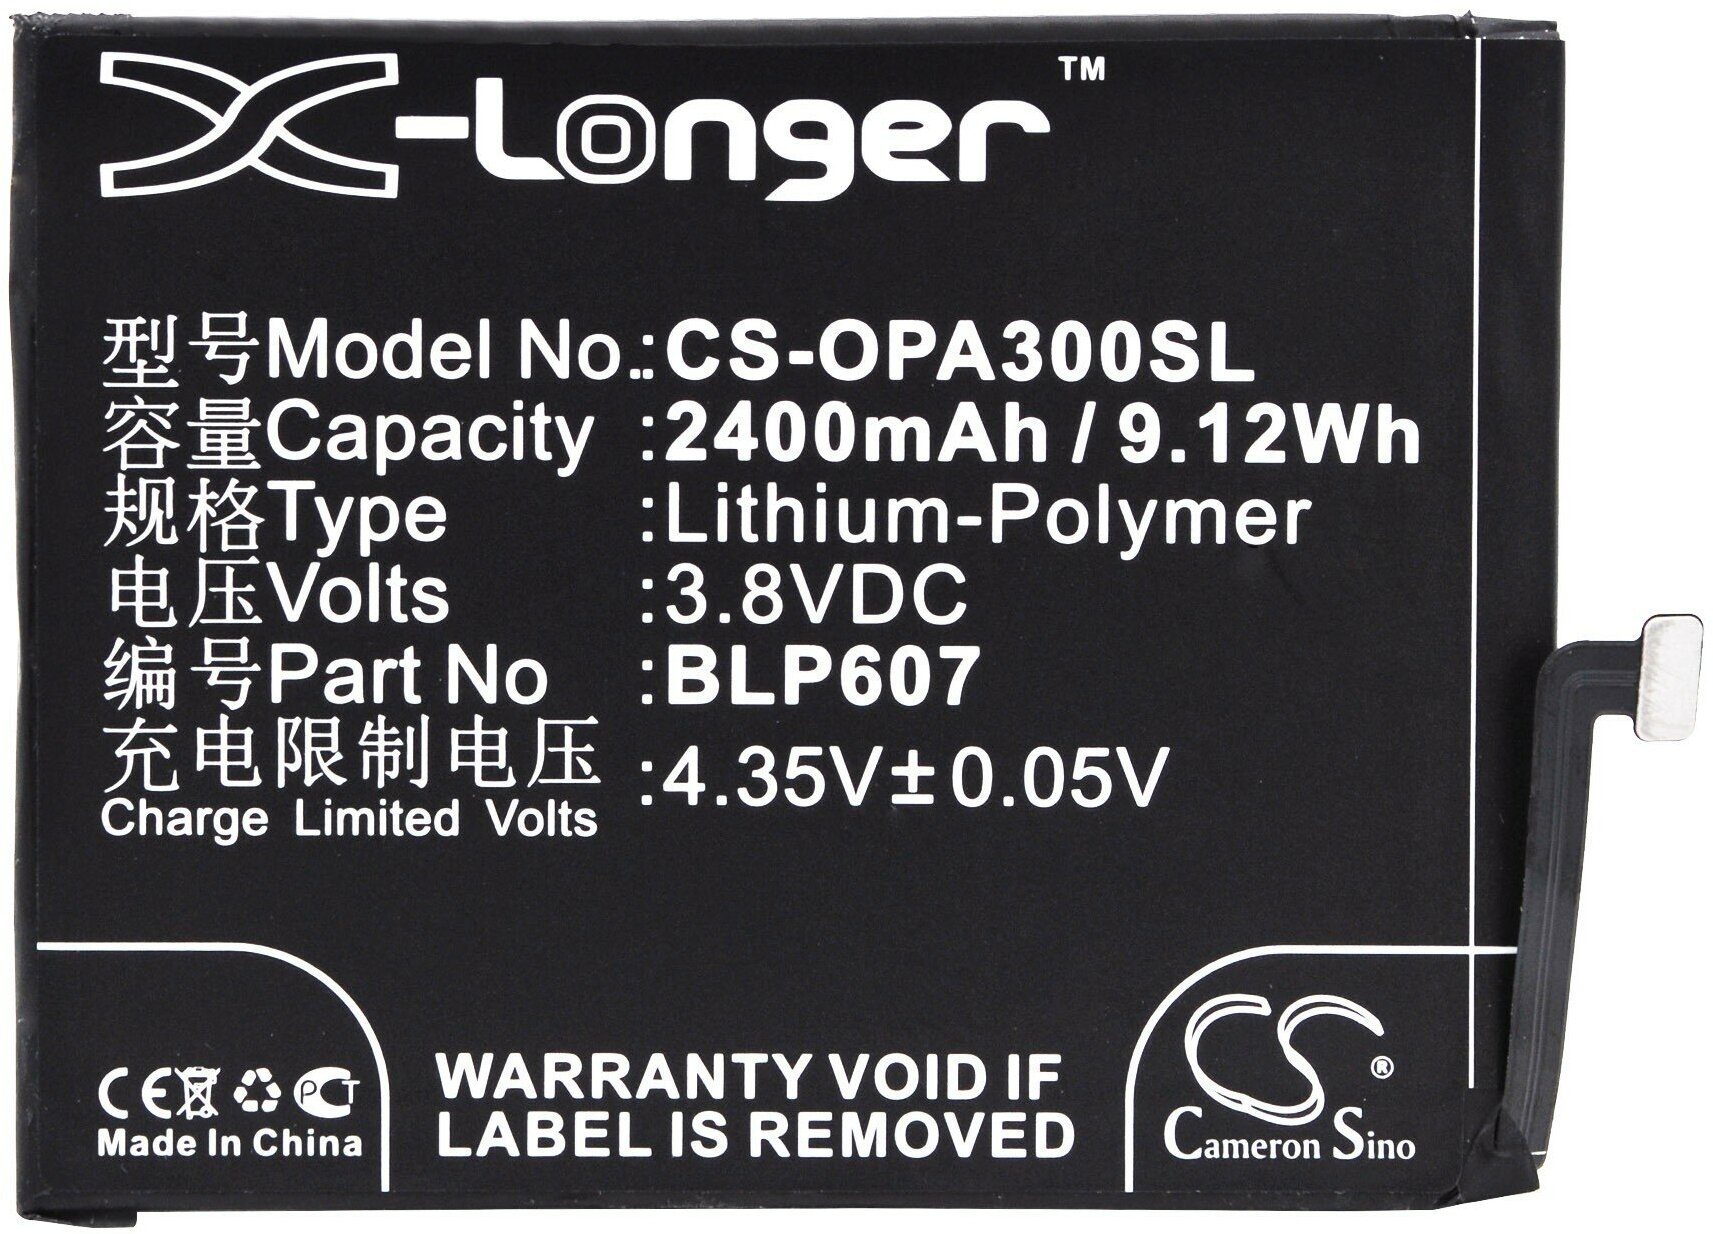 X-Longer™
型号Model No.:CS-OPA300SL
容量Capacity :2400mAh / 9.12Wh
规格Type :Lithium-Polymer
电压Volts :3.8VDC
编号Part No :BLP607
充电限制电压 :4.35V±0.05V
Charge Limited Volts
CE PCT
Made In China
WARRANTY VOID IF
LABEL IS REMOVED
CS®
Cameron Sino